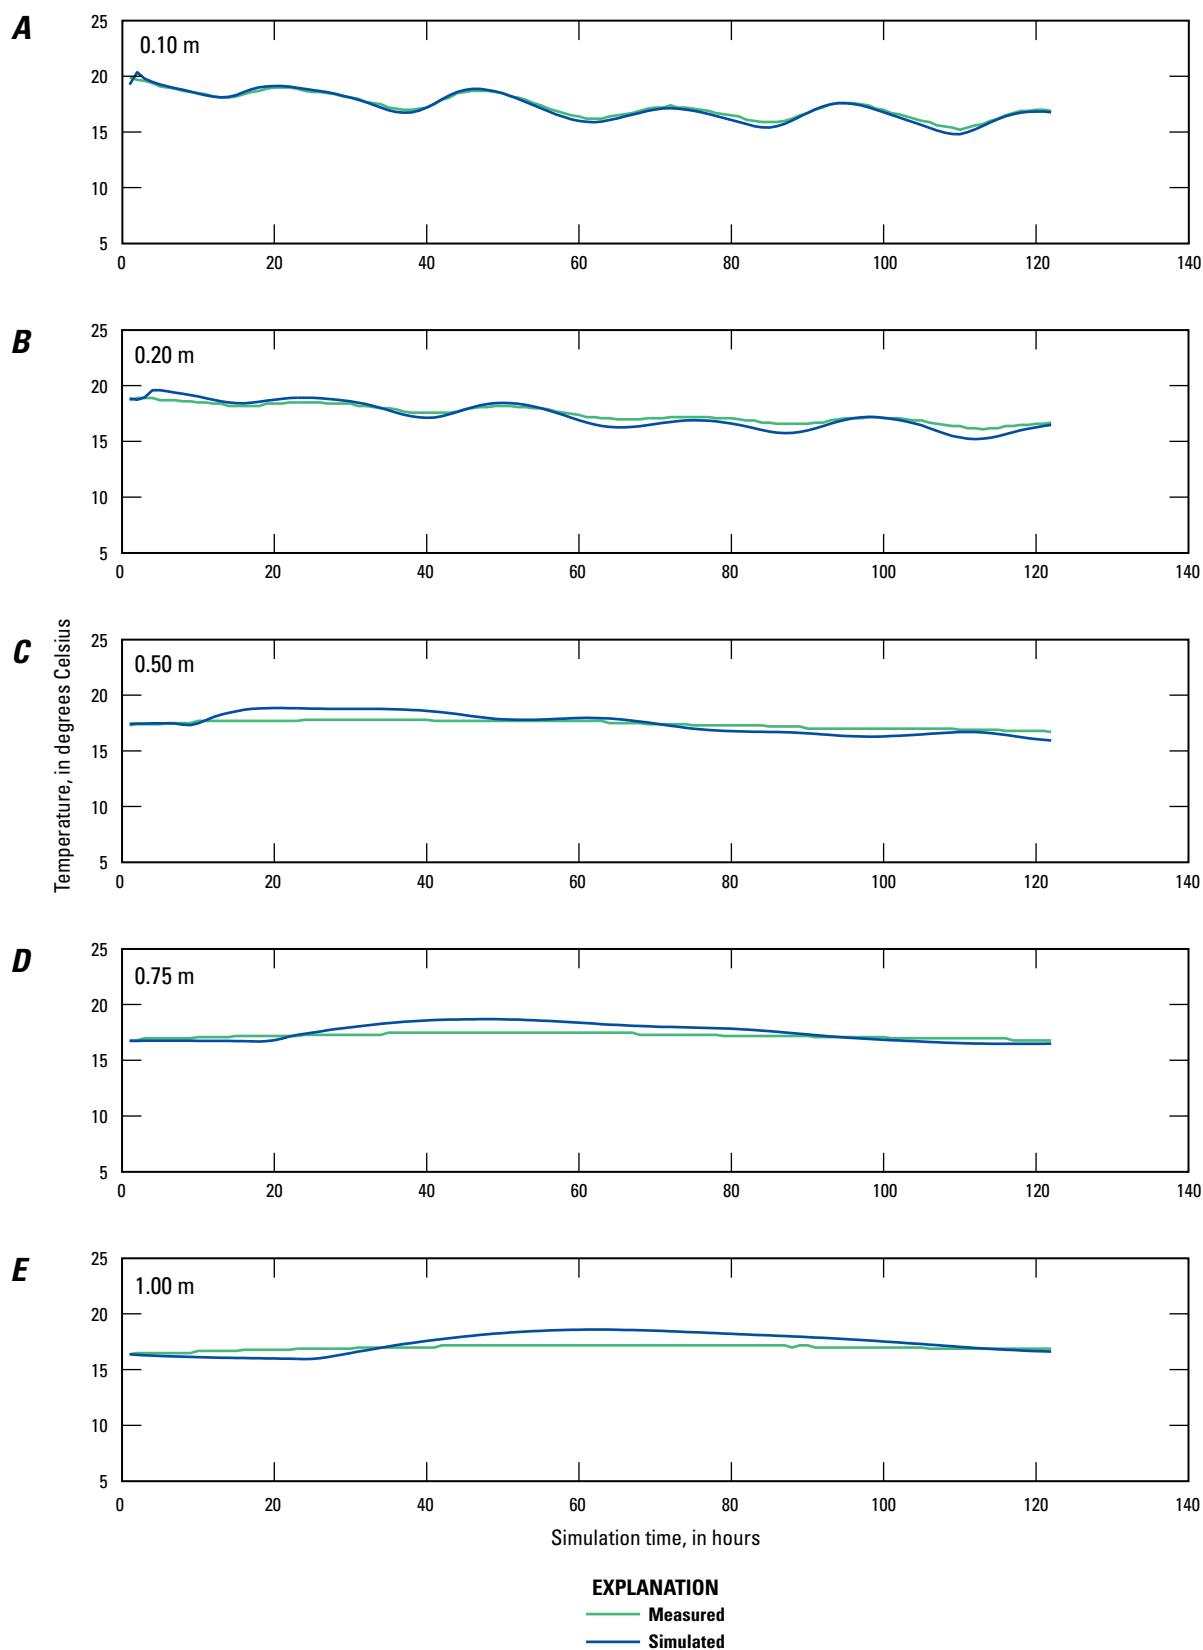 A
0.10 m
25
20
15
10
5
0 20 40 60 80 100 120 140
B
0.20 m
25
20
15
10
5
0 20 40 60 80 100 120 140
C
0.50 m
25
20
15
10
5
0 20 40 60 80 100 120 140
Temperature, in degrees Celsius
D
0.75 m
25
20
15
10
5
0 20 40 60 80 100 120 140
E
1.00 m
25
20
15
10
5
0 20 40 60 80 100 120 140
Simulation time, in hours
EXPLANATION
Measured
Simulated